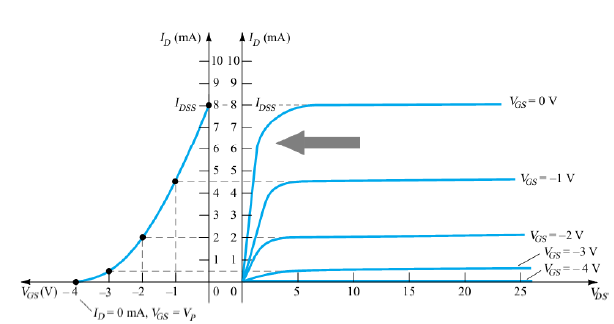 I_D (mA) I_D (mA)
10 10
9 9
I_DSS 8 8 I_DSS V_GS = 0 V
7 7
6 6
5 5
4 4 V_GS = –1 V
3 3
2 2 V_GS = –2 V
1 1 V_GS = –3 V
V_GS = –4 V
V_GS (V) –4 –3 –2 –1 0 0 5 10 15 20 25 V_DS
I_D = 0 mA, V_GS = V_P